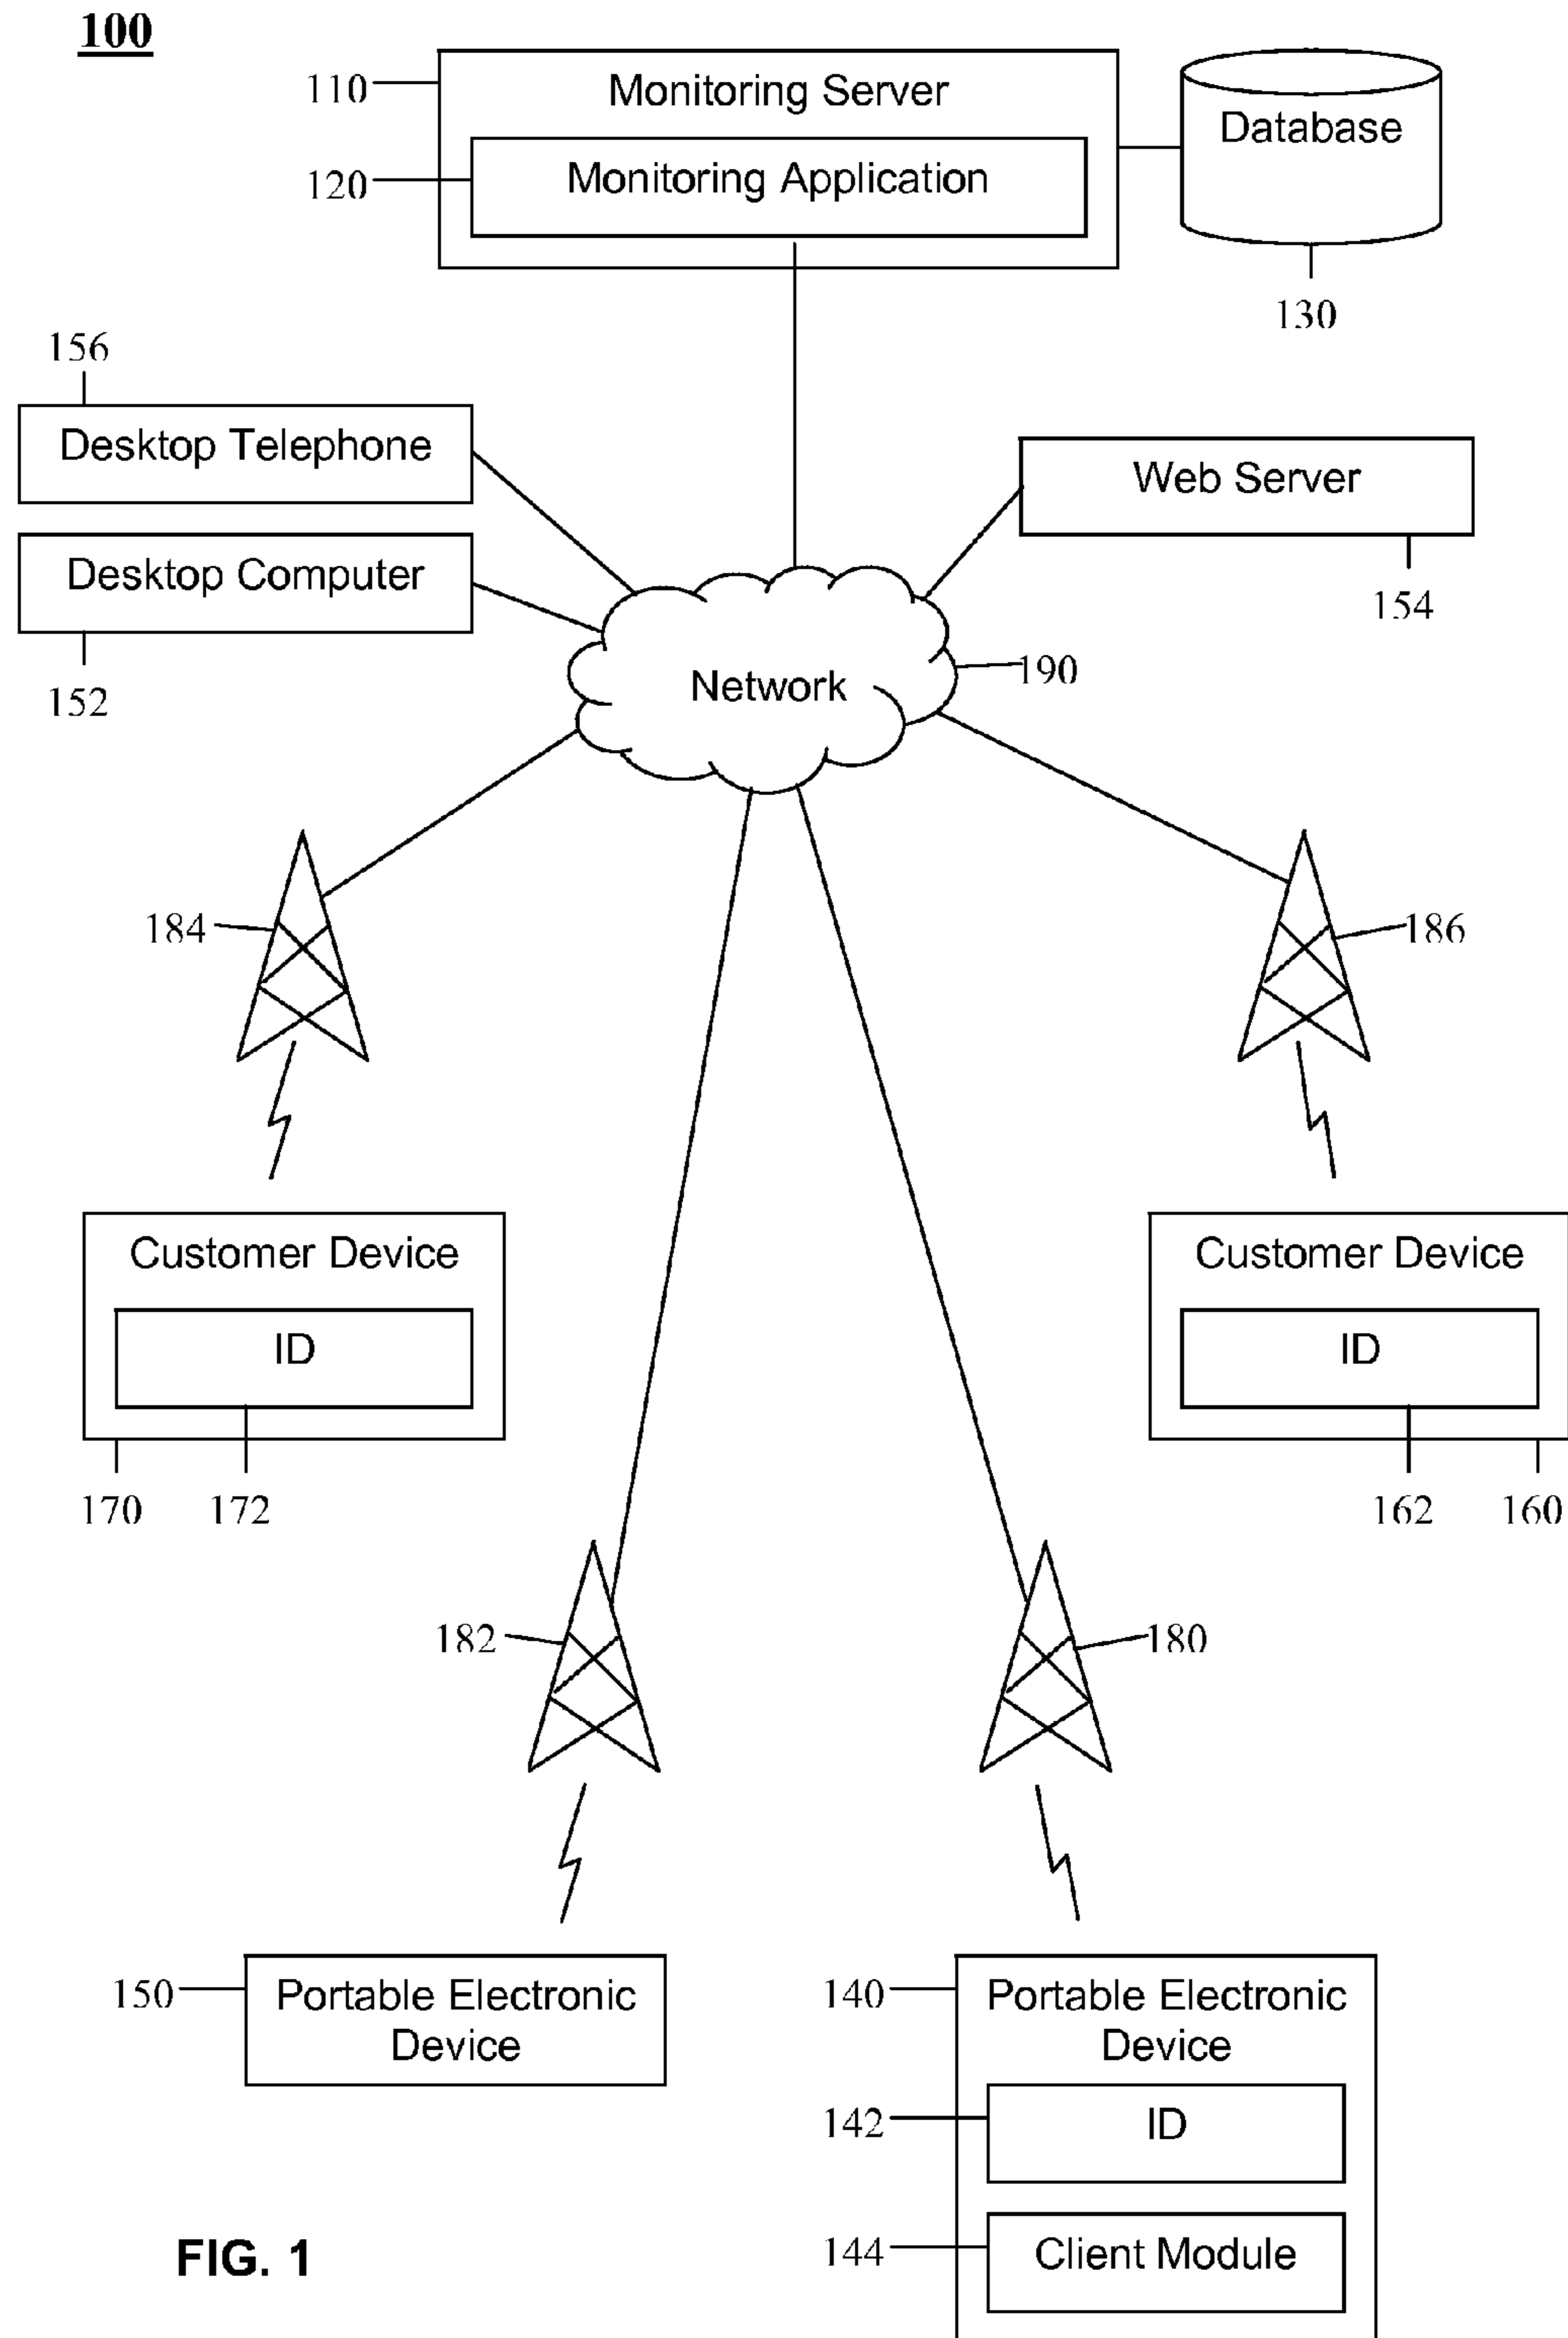 100
110
Monitoring Server
Database
120
Monitoring Application
130
156
Desktop Telephone
Web Server
Desktop Computer
154
152
Network
190
184
186
Customer Device
Customer Device
ID
ID
170
172
162
160
182
180
150
Portable Electronic
Device
140
Portable Electronic
Device
142
ID
144
Client Module
FIG. 1